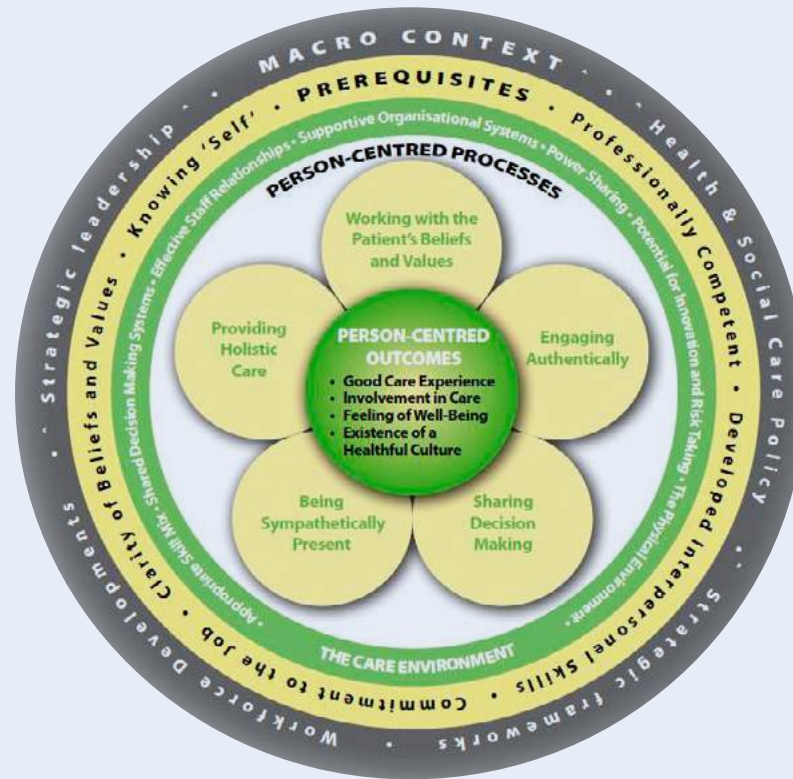 MACRO CONTEXT • Health & Social Care Policy • Strategic frameworks • Workforce Developments • Strategic leadership •
PREREQUISITES • Professionally Competent • Developed Interpersonel Skills • Commitment to the Job • Clarity of Beliefs and Values • Knowing 'Self' •
• Appropriate Skill Mix • Shared Decision Making Systems • Effective Staff Relationships • Supportive Organisational Systems • Power Sharing • Potential for Innovation and Risk Taking • The Physical Environment •
THE CARE ENVIRONMENT
PERSON-CENTRED PROCESSES
Working with the
Patient's Beliefs
and Values
Providing
Holistic
Care
Engaging
Authentically
PERSON-CENTRED
OUTCOMES
• Good Care Experience
• Involvement in Care
• Feeling of Well-Being
• Existence of a
Healthful Culture
Being
Sympathetically
Present
Sharing
Decision
Making